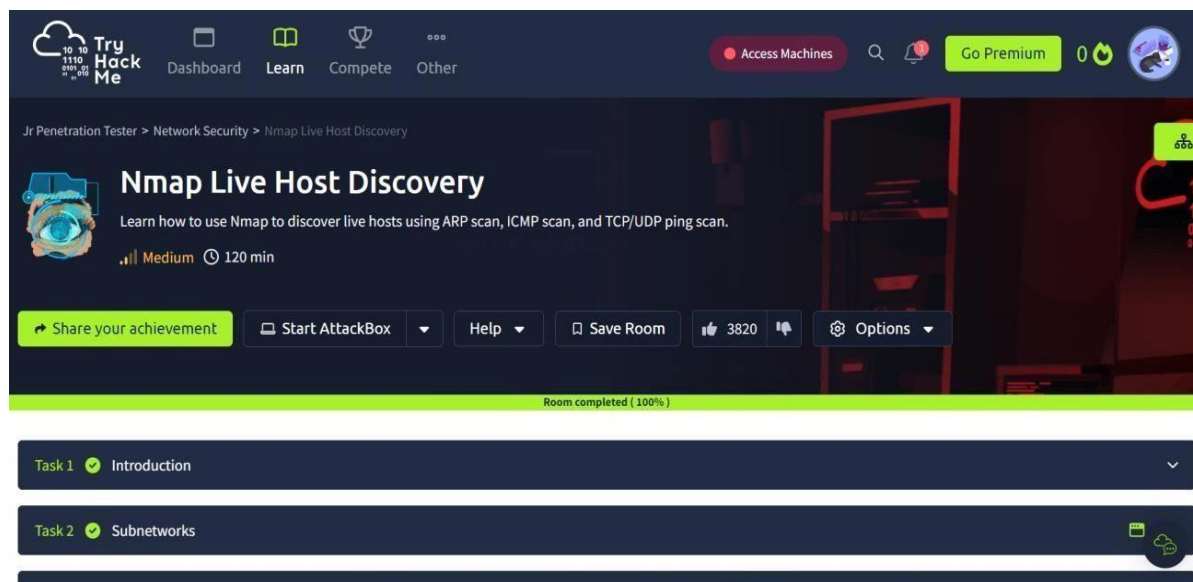 Try
Hack
Me
Dashboard
Learn
Compete
Other
Access Machines
Go Premium
0
Jr Penetration Tester > Network Security > Nmap Live Host Discovery
Nmap Live Host Discovery
Learn how to use Nmap to discover live hosts using ARP scan, ICMP scan, and TCP/UDP ping scan.
Medium 120 min
Share your achievement
Start AttackBox
Help
Save Room
3820
Options
Room completed ( 100% )
Task 1 Introduction
Task 2 Subnetworks